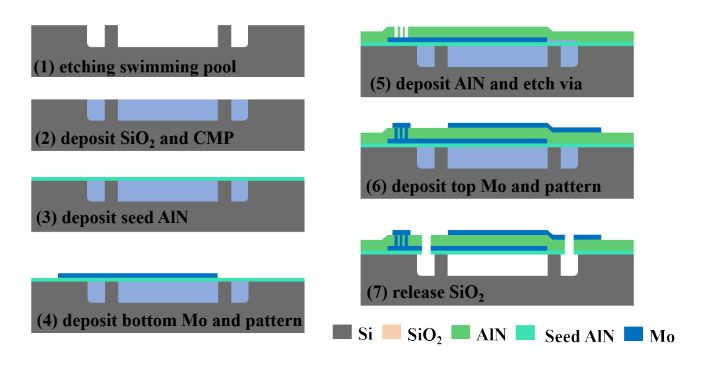 (1) etching swimming pool
(2) deposit SiO₂ and CMP
(3) deposit seed AlN
(4) deposit bottom Mo and pattern
(5) deposit AlN and etch via
(6) deposit top Mo and pattern
(7) release SiO₂
Si SiO₂ AlN Seed AlN Mo